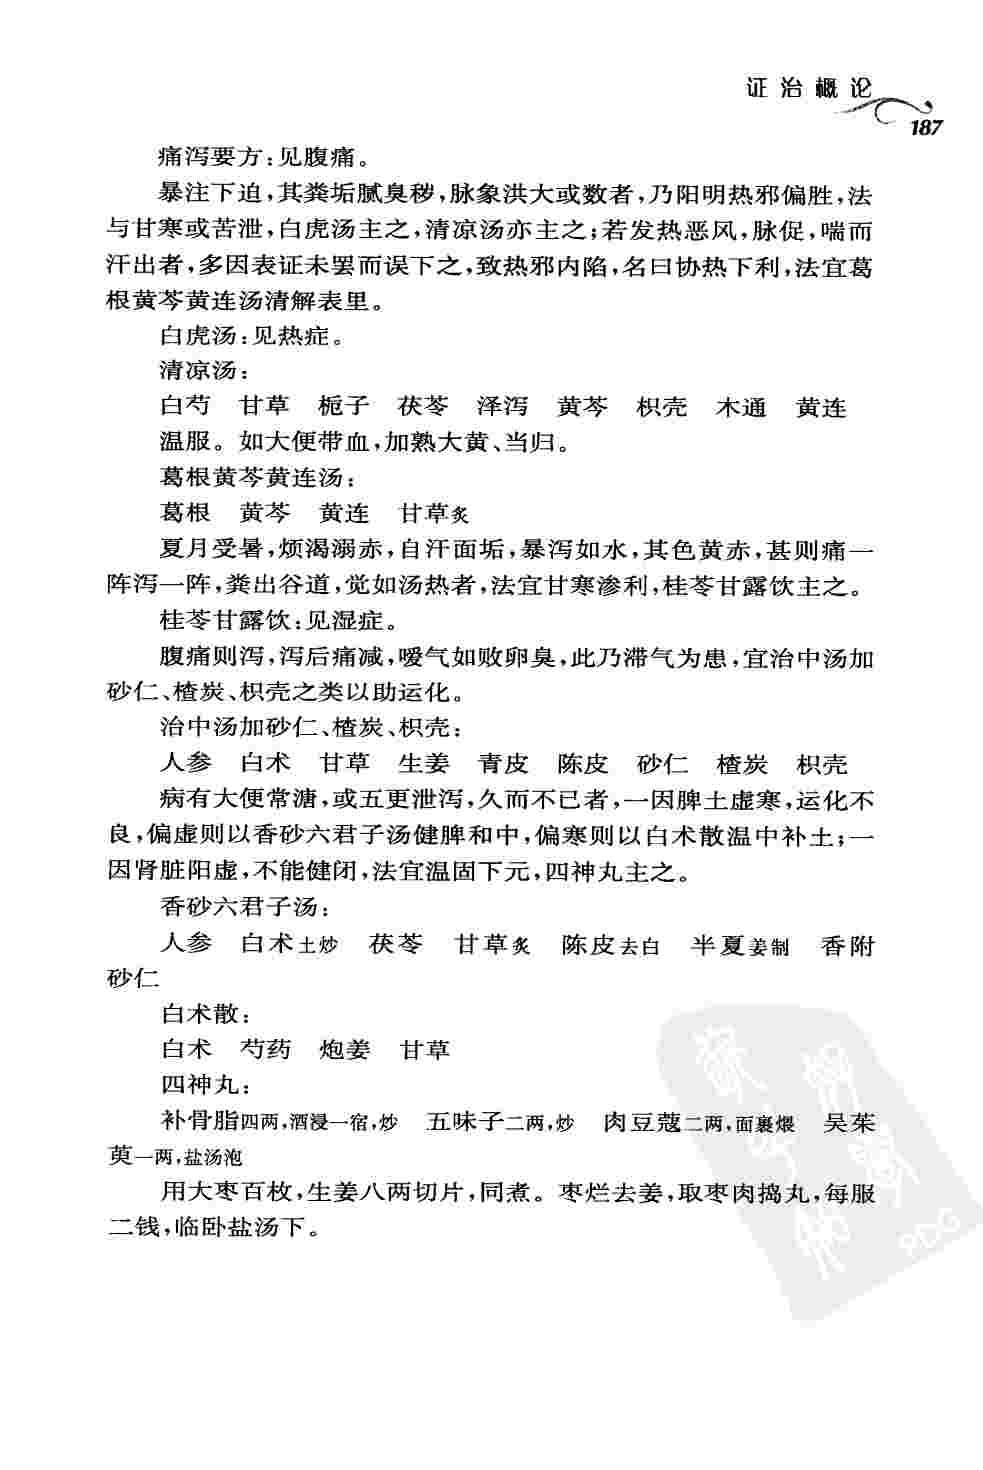 证治概论
187
痛泻要方:见腹痛。
暴注下迫,其粪垢腻臭秽,脉象洪大或数者,乃阳明热邪偏胜,法
与甘寒或苦泄,白虎汤主之,清凉汤亦主之;若发热恶风,脉促,喘而
汗出者,多因表证未罢而误下之,致热邪内陷,名曰协热下利,法宜葛
根黄芩黄连汤清解表里。
白虎汤:见热症。
清凉汤:
白芍 甘草 栀子 茯苓 泽泻 黄芩 枳壳 木通 黄连
温服。如大便带血,加熟大黄、当归。
葛根黄芩黄连汤:
葛根 黄芩 黄连 甘草炙
夏月受暑,烦渴溺赤,自汗面垢,暴泻如水,其色黄赤,甚则痛一
阵泻一阵,粪出谷道,觉如汤热者,法宜甘寒渗利,桂苓甘露饮主之。
桂苓甘露饮:见湿症。
腹痛则泻,泻后痛减,嗳气如败卵臭,此乃滞气为患,宜治中汤加
砂仁、楂炭、枳壳之类以助运化。
治中汤加砂仁、楂炭、枳壳:
人参 白术 甘草 生姜 青皮 陈皮 砂仁 楂炭 枳壳
病有大便常溏,或五更泄泻,久而不已者,一因脾土虚寒,运化不
良,偏虚则以香砂六君子汤健脾和中,偏寒则以白术散温中补土;一
因肾脏阳虚,不能健闭,法宜温固下元,四神丸主之。
香砂六君子汤:
人参 白术土炒 茯苓 甘草炙 陈皮去白 半夏姜制 香附
砂仁
白术散:
白术 芍药 炮姜 甘草
四神丸:
补骨脂四两,酒浸一宿,炒 五味子二两,炒 肉豆蔻二两,面裹煨 吴茱
萸一两,盐汤泡
用大枣百枚,生姜八两切片,同煮。枣烂去姜,取枣肉捣丸,每服
二钱,临卧盐汤下。
PDG